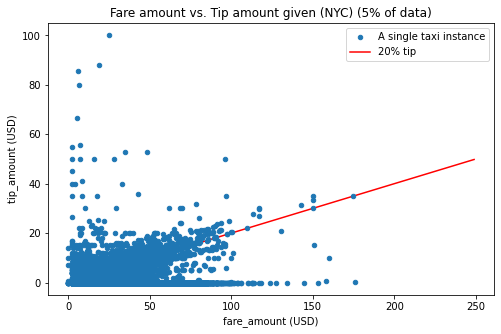 Fare amount vs. Tip amount given (NYC) (5% of data)
A single taxi instance
20% tip
100
80
60
40
20
0
tip_amount (USD)
0
50
100
150
200
250
fare_amount (USD)